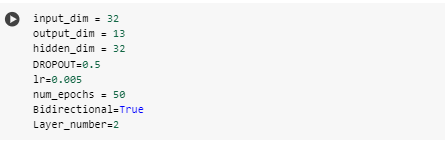 input_dim = 32
output_dim = 13
hidden_dim = 32
DROPOUT=0.5
lr=0.005
num_epochs = 50
Bidirectional=True
Layer_number=2